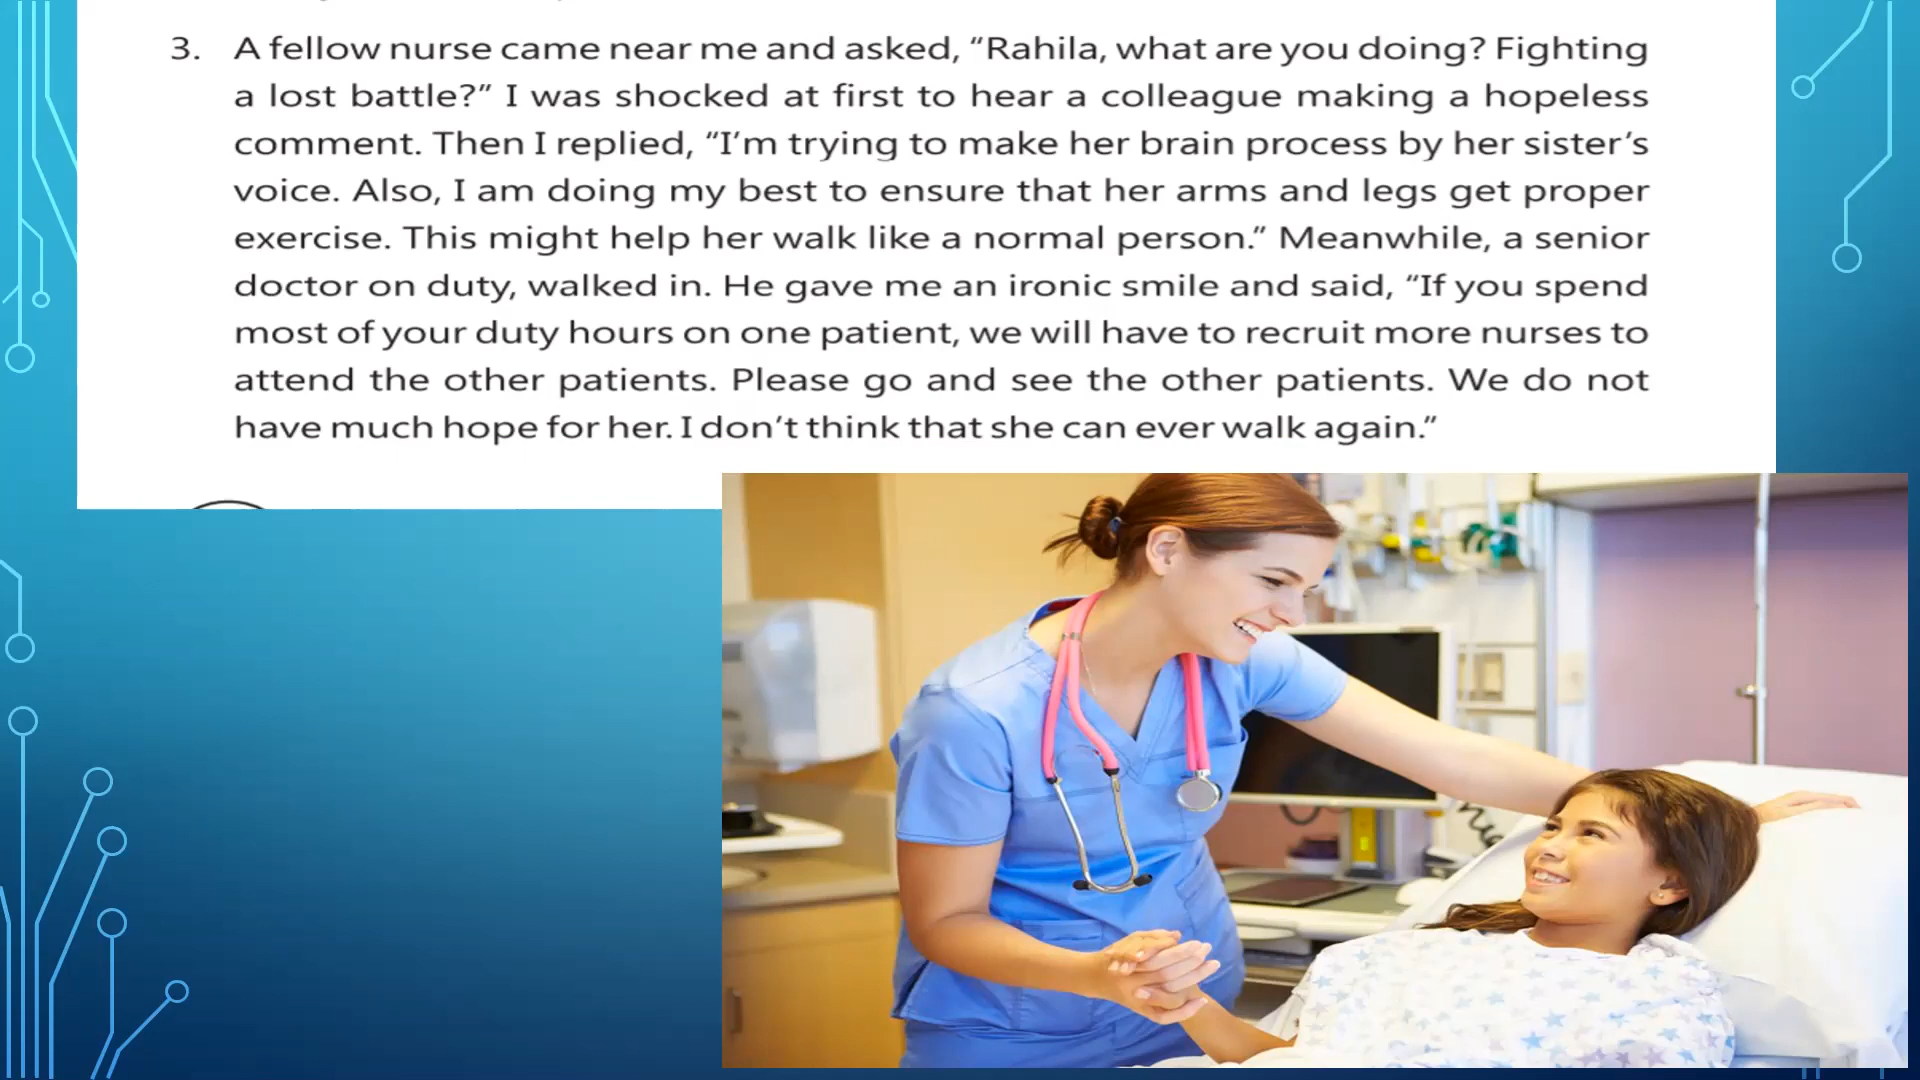 3. A fellow nurse came near me and asked, “Rahila, what are you doing? Fighting
a lost battle?” I was shocked at first to hear a colleague making a hopeless
comment. Then I replied, “I’m trying to make her brain process by her sister’s
voice. Also, I am doing my best to ensure that her arms and legs get proper
exercise. This might help her walk like a normal person.” Meanwhile, a senior
doctor on duty, walked in. He gave me an ironic smile and said, “If you spend
most of your duty hours on one patient, we will have to recruit more nurses to
attend the other patients. Please go and see the other patients. We do not
have much hope for her. I don’t think that she can ever walk again.”